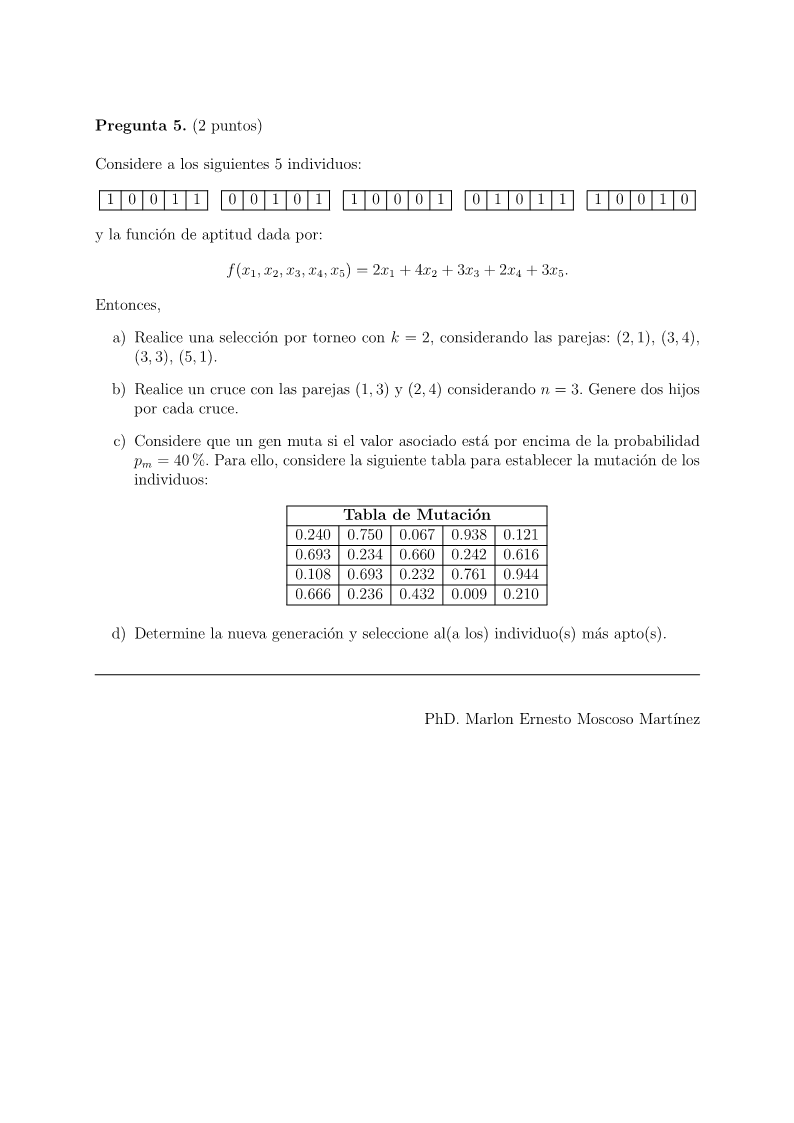 Pregunta 5. (2 puntos)
Considere a los siguientes 5 individuos:
1 0 0 1 1 0 0 1 0 1 1 0 0 0 1 0 1 0 1 1 1 0 0 1 0
y la función de aptitud dada por:
f(x₁, x₂, x₃, x₄, x₅) = 2x₁ + 4x₂ + 3x₃ + 2x₄ + 3x₅.
Entonces,
a) Realice una selección por torneo con k = 2, considerando las parejas: (2, 1), (3, 4),
(3, 3), (5, 1).
b) Realice un cruce con las parejas (1, 3) y (2, 4) considerando n = 3. Genere dos hijos
por cada cruce.
c) Considere que un gen muta si el valor asociado está por encima de la probabilidad
pₘ = 40 %. Para ello, considere la siguiente tabla para establecer la mutación de los
individuos:
Tabla de Mutación
0.240 0.750 0.067 0.938 0.121
0.693 0.234 0.660 0.242 0.616
0.108 0.693 0.232 0.761 0.944
0.666 0.236 0.432 0.009 0.210
d) Determine la nueva generación y seleccione al(a los) individuo(s) más apto(s).
PhD. Marlon Ernesto Moscoso Martínez